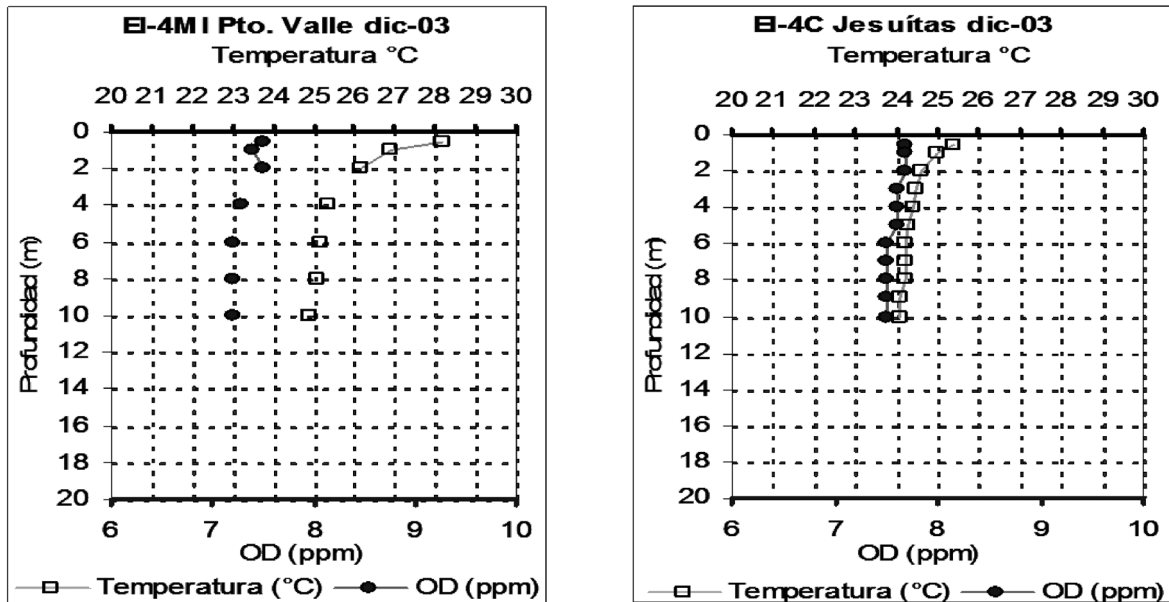 EI-4MI Pto. Valle dic-03
Temperatura °C
20 21 22 23 24 25 26 27 28 29 30
Profundidad (m)
0
2
4
6
8
10
12
14
16
18
20
6 7 8 9 10
OD (ppm)
Temperatura (°C) OD (ppm)
EI-4C Jesuítas dic-03
Temperatura °C
20 21 22 23 24 25 26 27 28 29 30
Profundidad (m)
0
2
4
6
8
10
12
14
16
18
20
6 7 8 9 10
OD (ppm)
Temperatura (°C) OD (ppm)